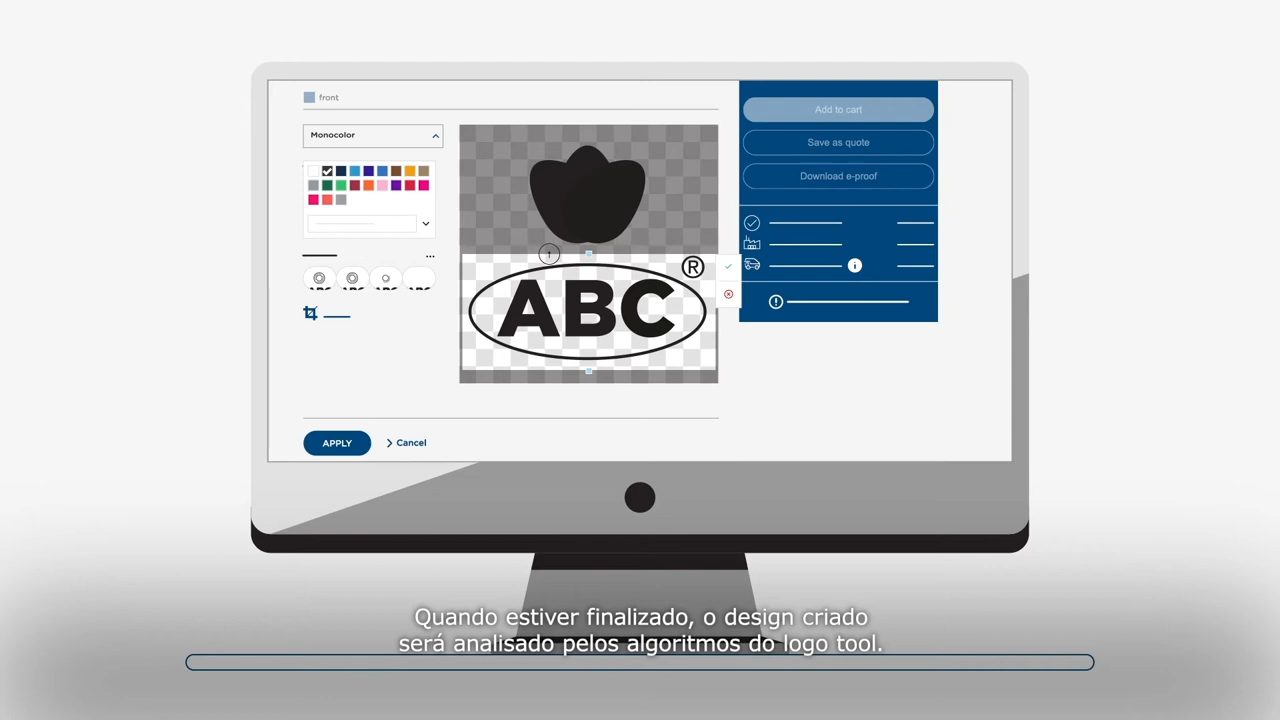 front
Monocolor
Add to cart
Save as quote
Download e-proof
®
ABC
APPLY
Cancel
Quando estiver finalizado, o design criado
será analisado pelos algoritmos do logo tool.